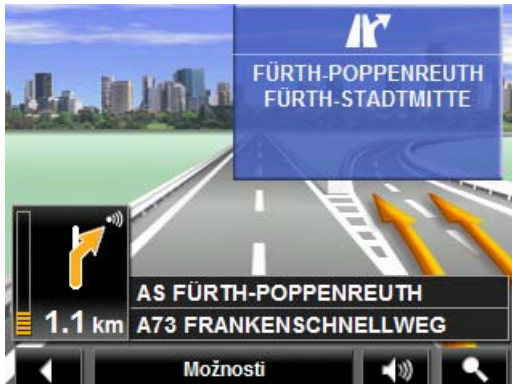 FÜRTH-POPPENREUTH
FÜRTH-STADTMITTE
AS FÜRTH-POPPENREUTH
1.1 km
A73 FRANKENSCHNELLWEG
Možnosti